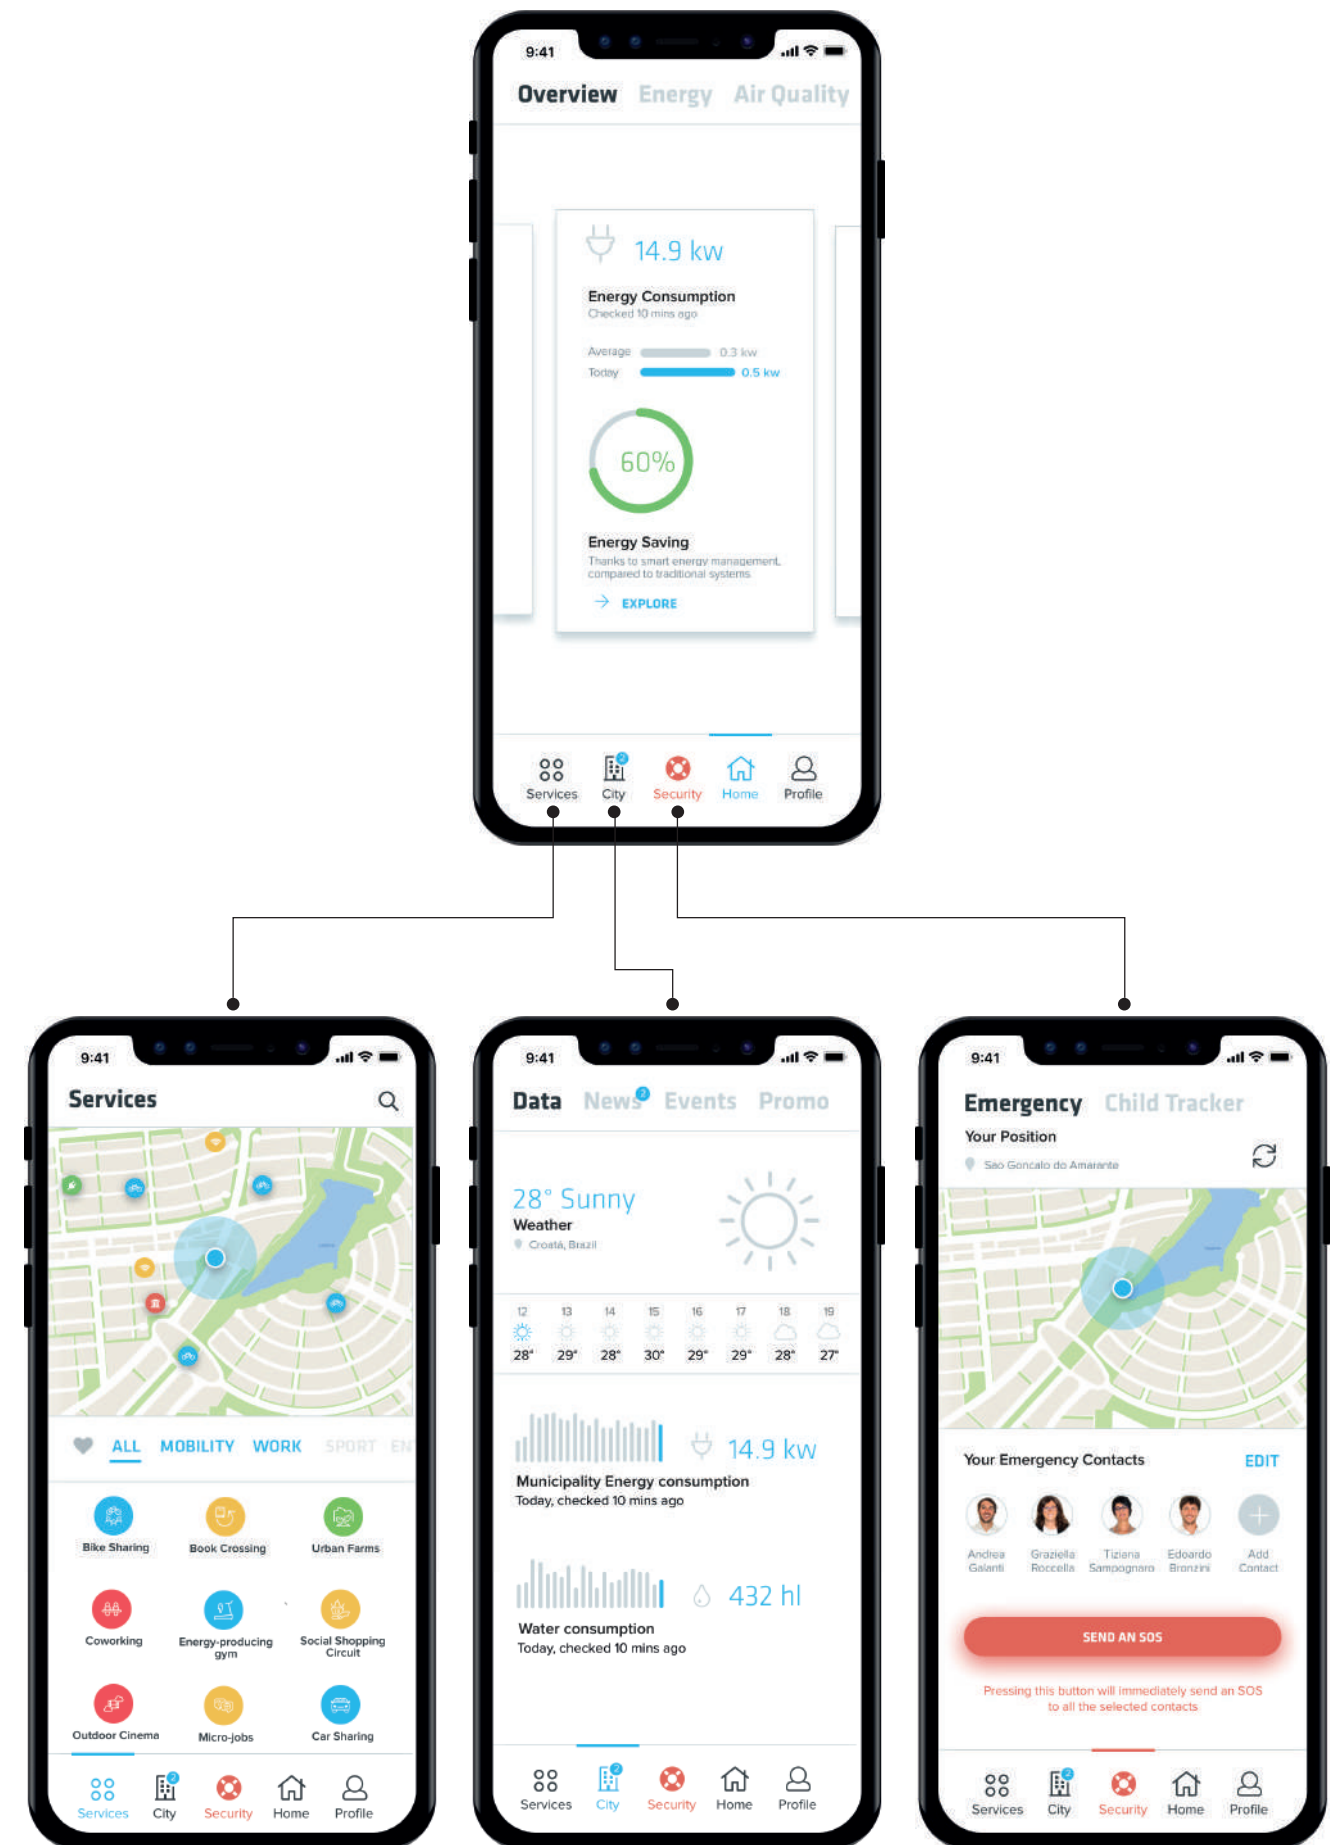 9:41
Overview Energy Air Quality
14.9 kw
Energy Consumption
Checked 10 mins ago
Average 0.3 kw
Today 0.5 kw
60%
Energy Saving
Thanks to smart energy management,
compared to traditional systems
EXPLORE
2
Services City Security Home Profile
9:41
Services
ALL MOBILITY WORK SPORT EN
Bike Sharing Book Crossing Urban Farms
Coworking Energy-producing Social Shopping
gym Circuit
Outdoor Cinema Micro-jobs Car Sharing
2
Services City Security Home Profile
9:41
Data News 2 Events Promo
28° Sunny
Weather
Croatá, Brazil
12 13 14 15 16 17 18 19
28° 29° 28° 30° 29° 29° 28° 27°
14.9 kw
Municipality Energy consumption
Today, checked 10 mins ago
432 hl
Water consumption
Today, checked 10 mins ago
2
Services City Security Home Profile
9:41
Emergency Child Tracker
Your Position
Sao Goncalo do Amarante
Your Emergency Contacts EDIT
Andrea Graziella Tiziana Edoardo Add
Galanti Roccella Sampognaro Bronzini Contact
SEND AN SOS
Pressing this button will immediately send an SOS
to all the selected contacts
2
Services City Security Home Profile